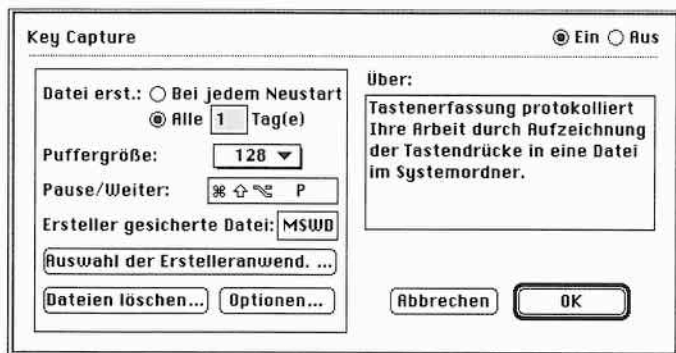 Key Capture
Ein Aus
Datei erst.: Bei jedem Neustart
Alle 1 Tag(e)
Puffergröße: 128
Pause/Weiter: ⌘ ⇧ ⌥ P
Ersteller gesicherte Datei: MSWD
Auswahl der Erstelleranwend. ...
Dateien löschen... Optionen...
Über:
Tastenerfassung protokolliert
Ihre Arbeit durch Aufzeichnung
der Tastendrücke in eine Datei
im Systemordner.
Abbrechen OK